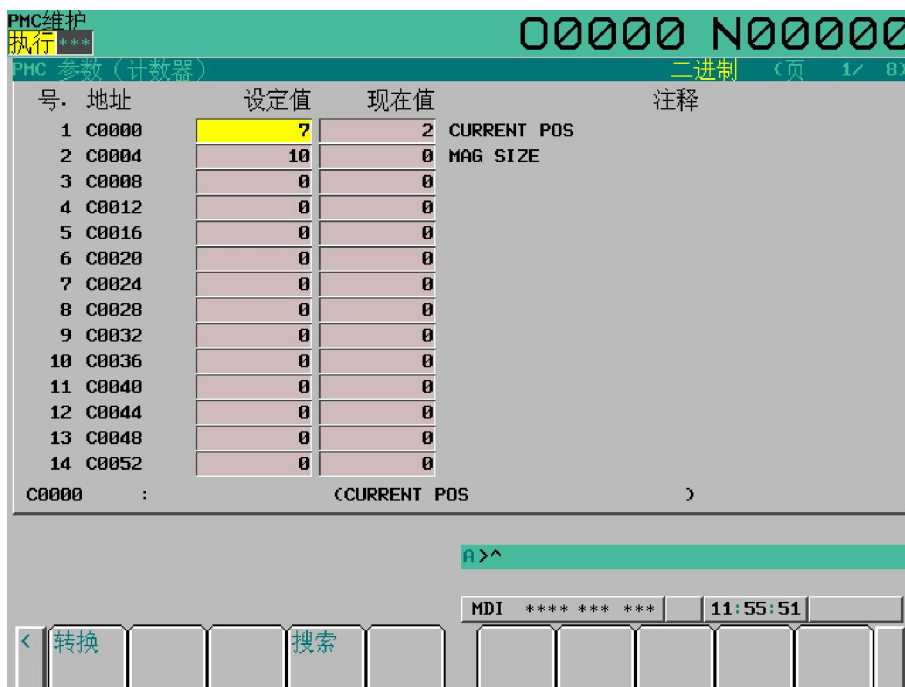 PMC维护
执行 ***
O0000 N00000
PMC 参数（计数器） 二进制 （页 1/ 8）
号. 地址 设定值 现在值 注释
1 C0000 7 2 CURRENT POS
2 C0004 10 0 MAG SIZE
3 C0008 0 0
4 C0012 0 0
5 C0016 0 0
6 C0020 0 0
7 C0024 0 0
8 C0028 0 0
9 C0032 0 0
10 C0036 0 0
11 C0040 0 0
12 C0044 0 0
13 C0048 0 0
14 C0052 0 0
C0000 : (CURRENT POS )
A>^
MDI **** *** *** 11:55:51
< 转换 搜索